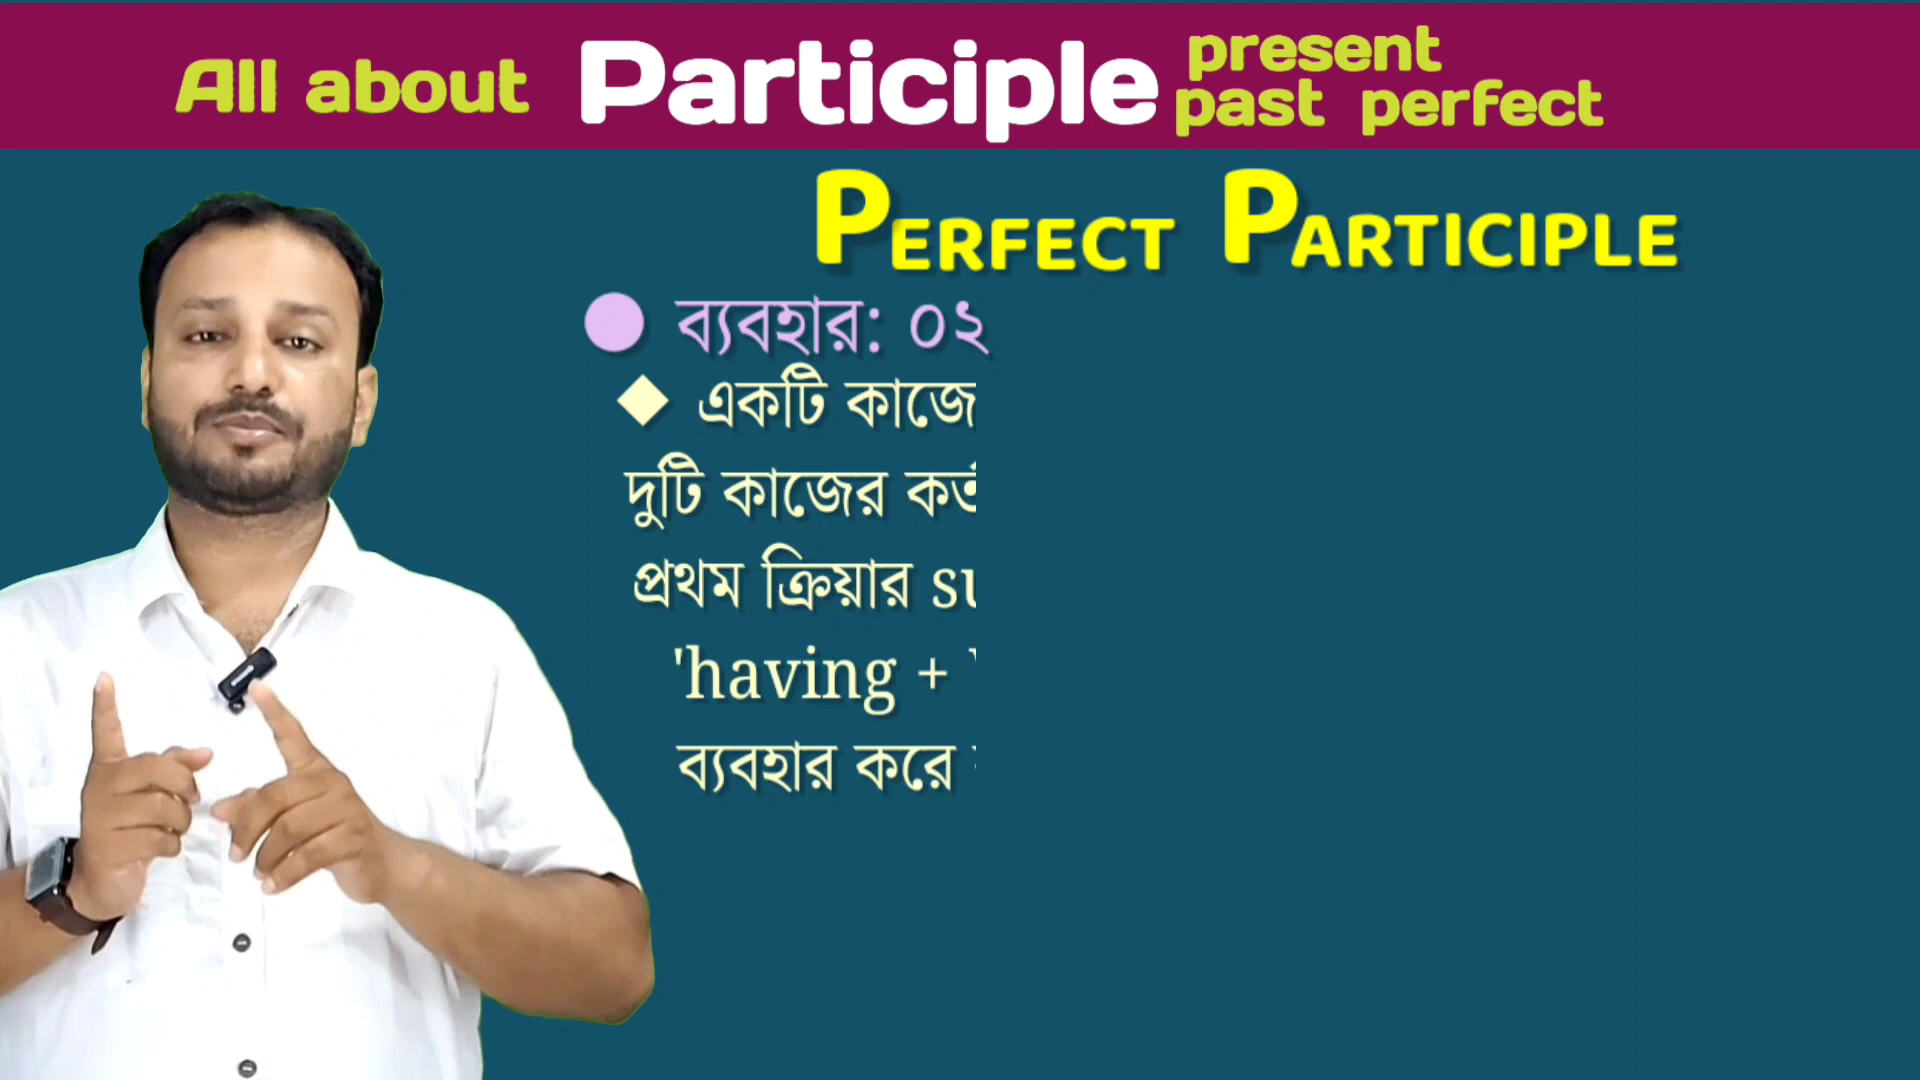 All about Participle present
past perfect
PERFECT PARTICIPLE
ব্যবহার: ০২
একটি কাজে
দুটি কাজের
প্রথম ক্রিয়ার
'having +
ব্যবহার করে